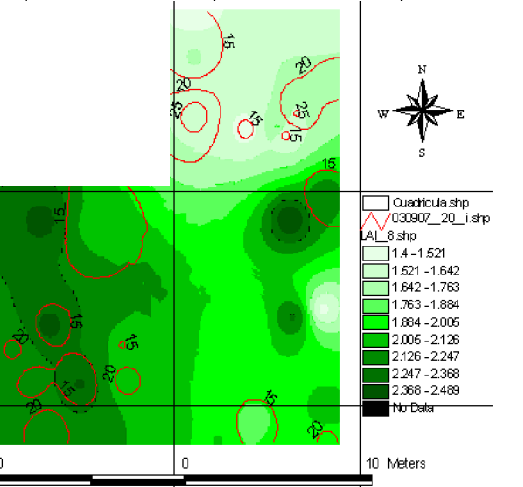 15
20
20
25
25
15
15
15
15
15
15
20
20
15
20
15
20
N
W E
S
Quadricula.shp
030907_20_i.shp
LAI_8.shp
1.4 - 1.521
1.521 - 1.642
1.642 - 1.763
1.763 - 1.884
1.884 - 2.005
2.005 - 2.126
2.126 - 2.247
2.247 - 2.368
2.368 - 2.489
No Data
0 0 10 Meters